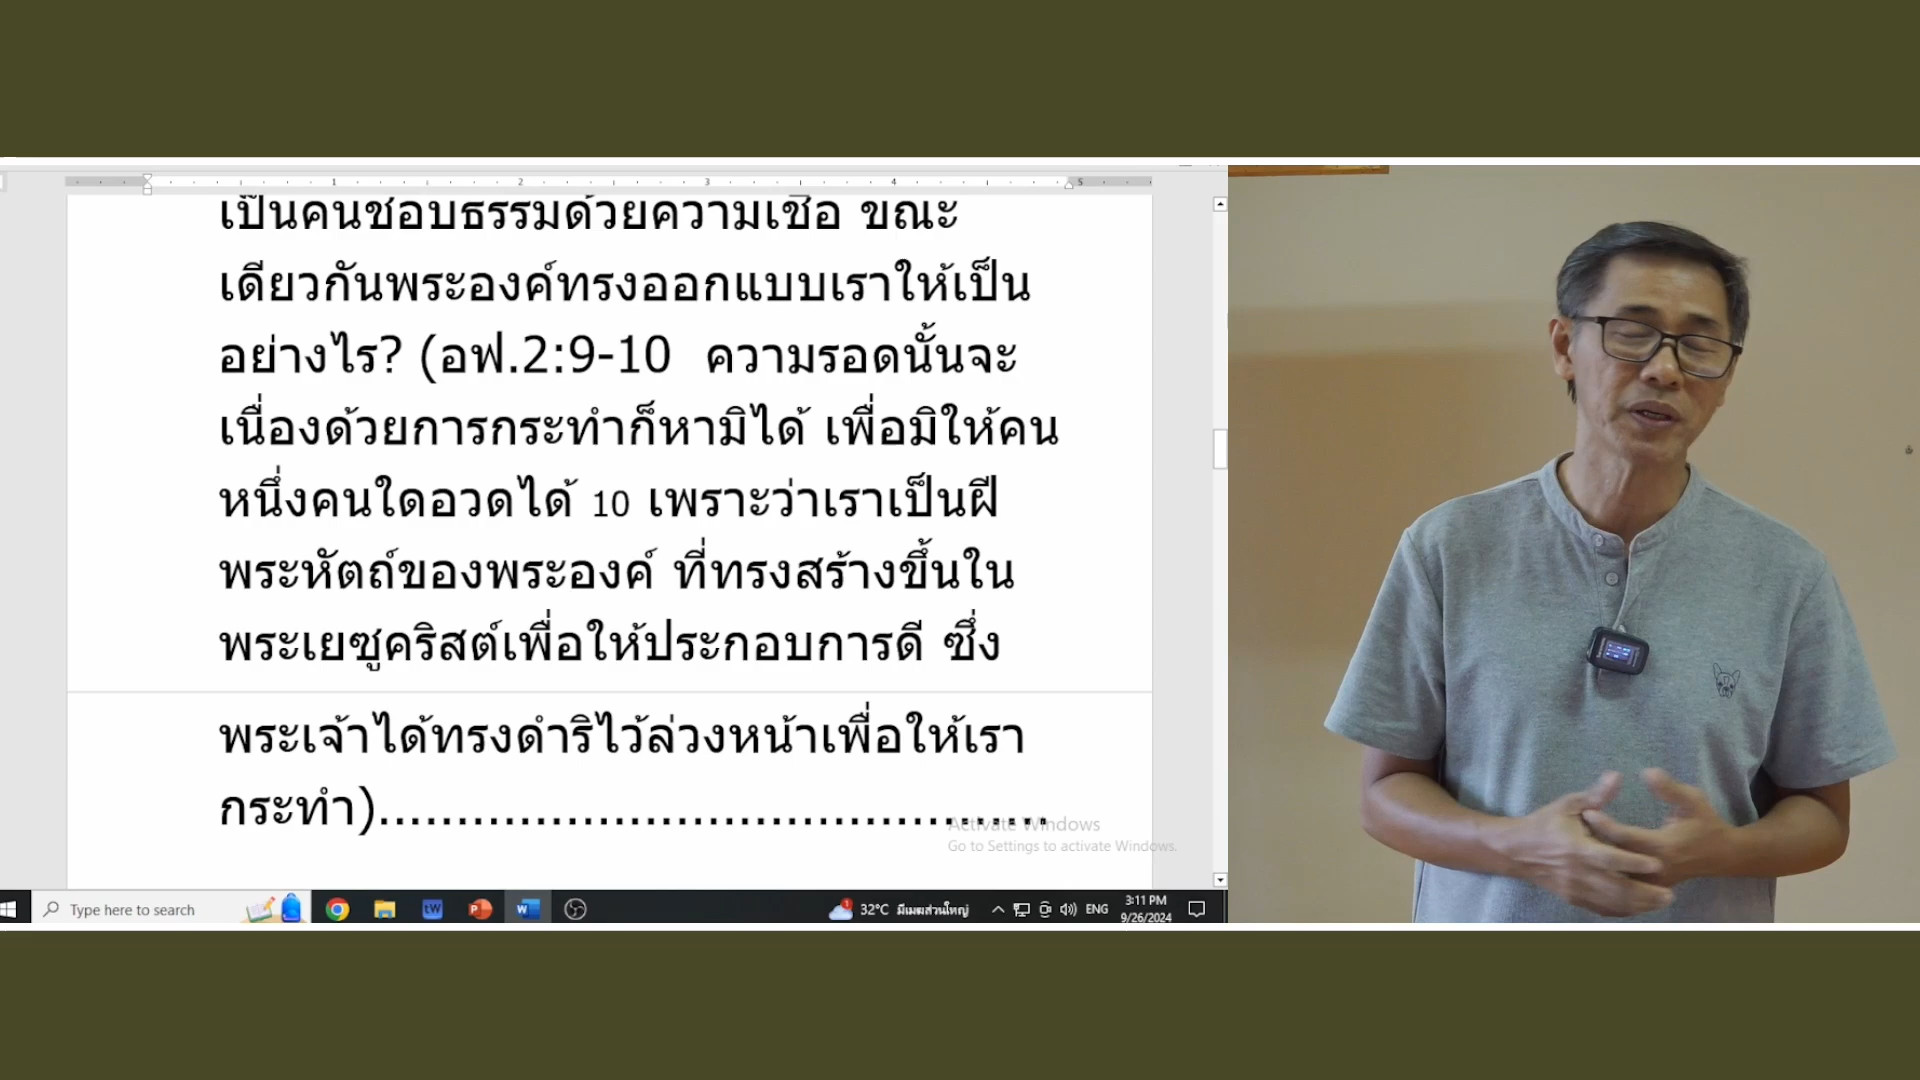 1 2 3 4 5
เป็นคนชอบธรรมด้วยความเชื่อ ขณะ
เดียวกันพระองค์ทรงออกแบบเราให้เป็น
อย่างไร? (อฟ.2:9-10 ความรอดนั้นจะ
เนื่องด้วยการกระทำก็หามิได้ เพื่อมิให้คน
หนึ่งคนใดอวดได้ 10 เพราะว่าเราเป็นฝี
พระหัตถ์ของพระองค์ ที่ทรงสร้างขึ้นใน
พระเยซูคริสต์เพื่อให้ประกอบการดี ซึ่ง
พระเจ้าได้ทรงดำริไว้ล่วงหน้าเพื่อให้เรา
กระทำ)...........................................
Activate Windows
Go to Settings to activate Windows.
Type here to search
32°C มีเมฆส่วนใหญ่
ENG
3:11 PM
9/26/2024